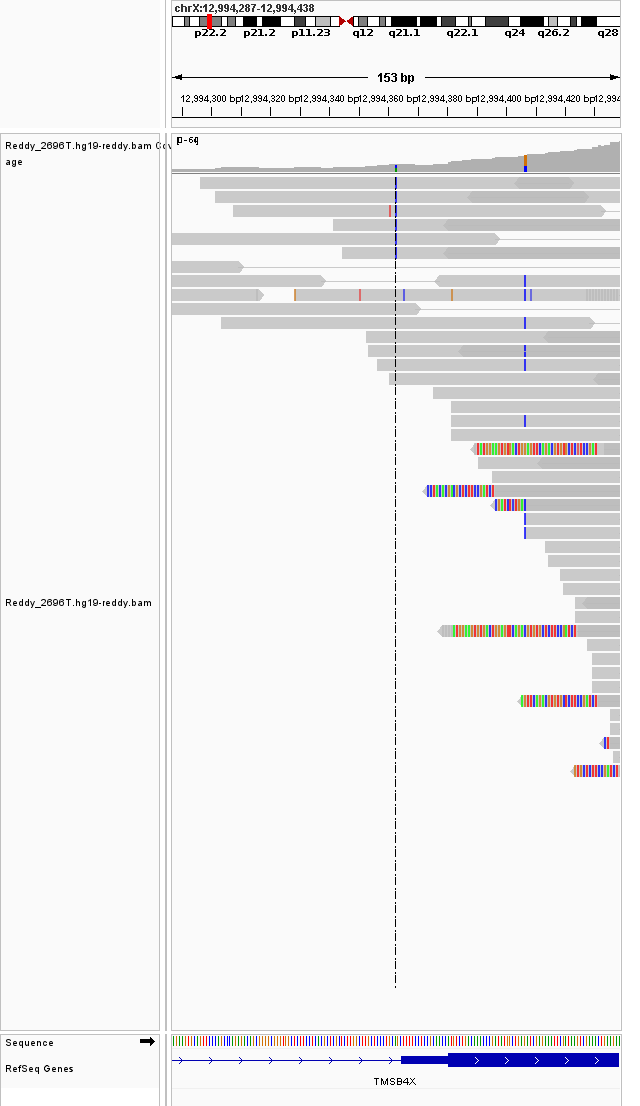 chrX:12,994,287-12,994,438
p22.2 p21.2 p11.23 q12 q21.1 q22.1 q24 q26.2 q28
153 bp
12,994,300 bp 12,994,320 bp 12,994,340 bp 12,994,360 bp 12,994,380 bp 12,994,400 bp 12,994,420 bp 12,994
Reddy_2696T.hg19-reddy.bam Cov
age
[0-64]
Reddy_2696T.hg19-reddy.bam
Sequence
RefSeq Genes
TMSB4X